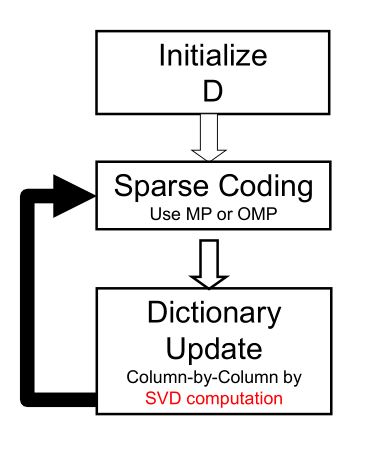 Initialize
D
Sparse Coding
Use MP or OMP
Dictionary
Update
Column-by-Column by
SVD computation